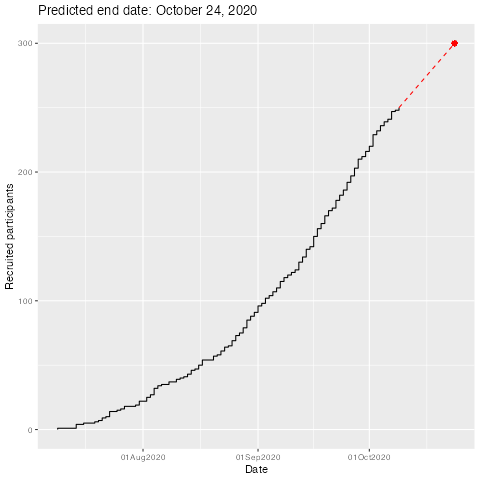 Predicted end date: October 24, 2020
300
200
100
0
Recruited participants
01Aug2020
01Sep2020
01Oct2020
Date